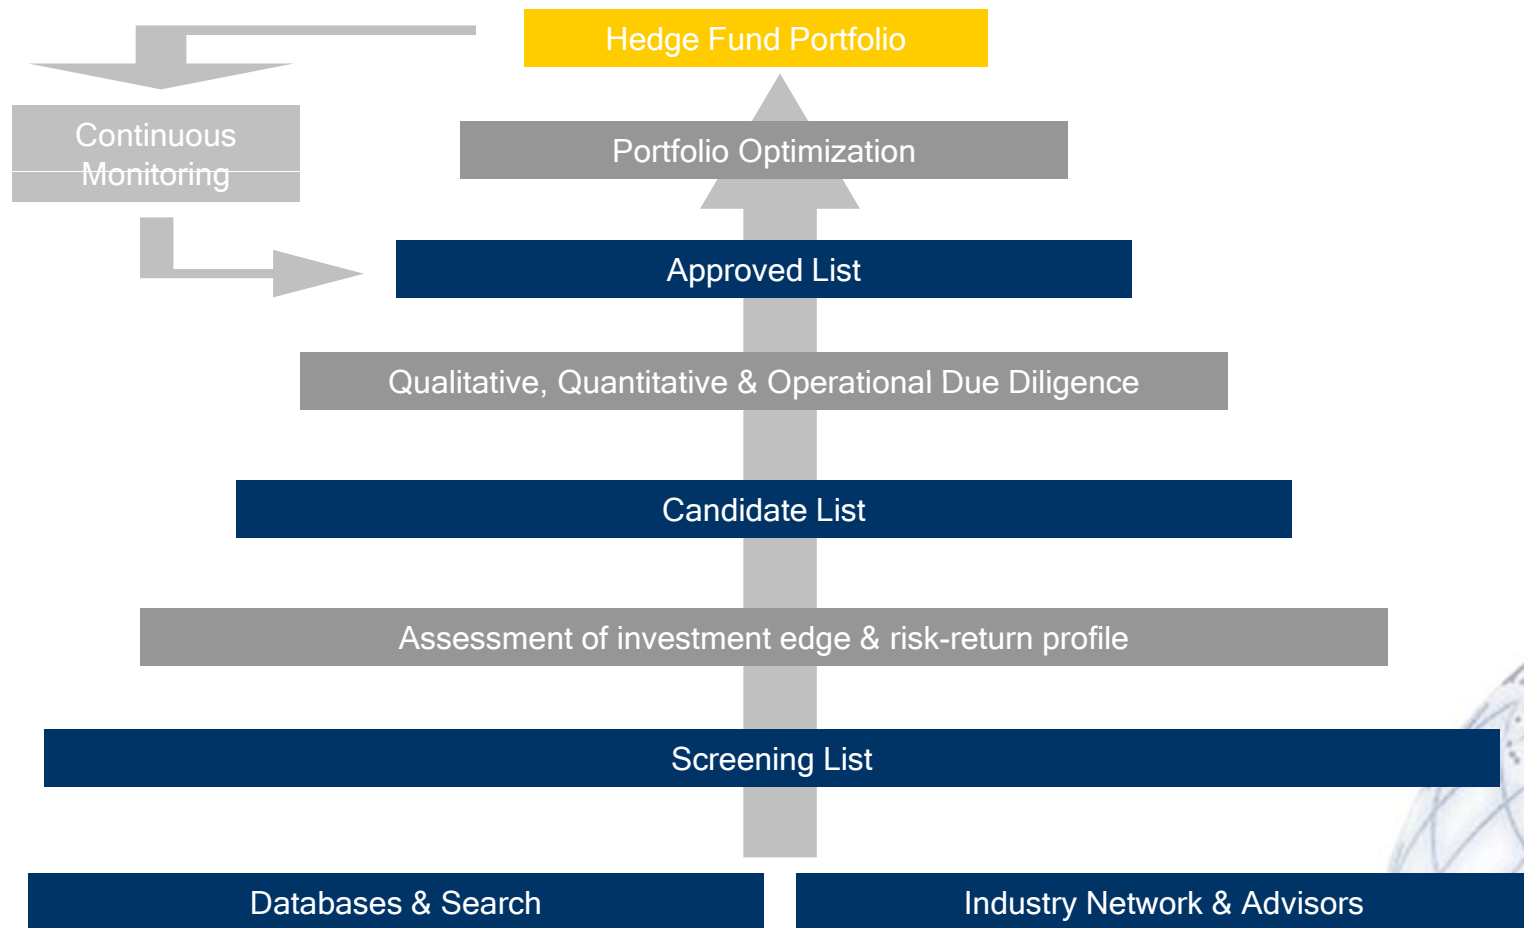 Hedge Fund Portfolio
Continuous
Monitoring
Portfolio Optimization
Approved List
Qualitative, Quantitative & Operational Due Diligence
Candidate List
Assessment of investment edge & risk-return profile
Screening List
Databases & Search
Industry Network & Advisors